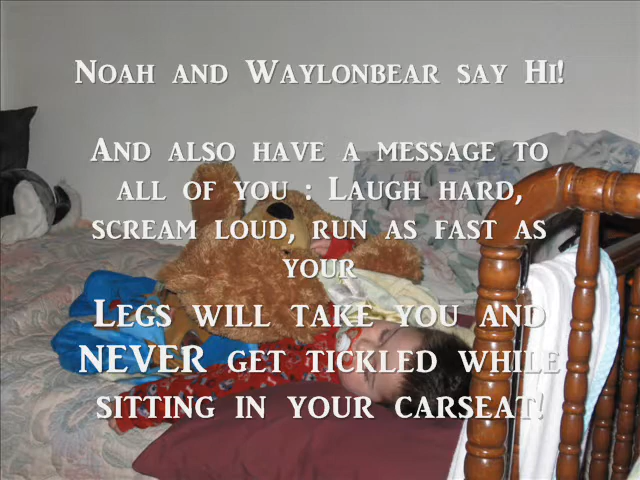 Noah and Waylonbear say Hi!
And also have a message to
all of you : Laugh hard,
scream loud, run as fast as
your
Legs will take you and
NEVER get tickled while
sitting in your carseat!